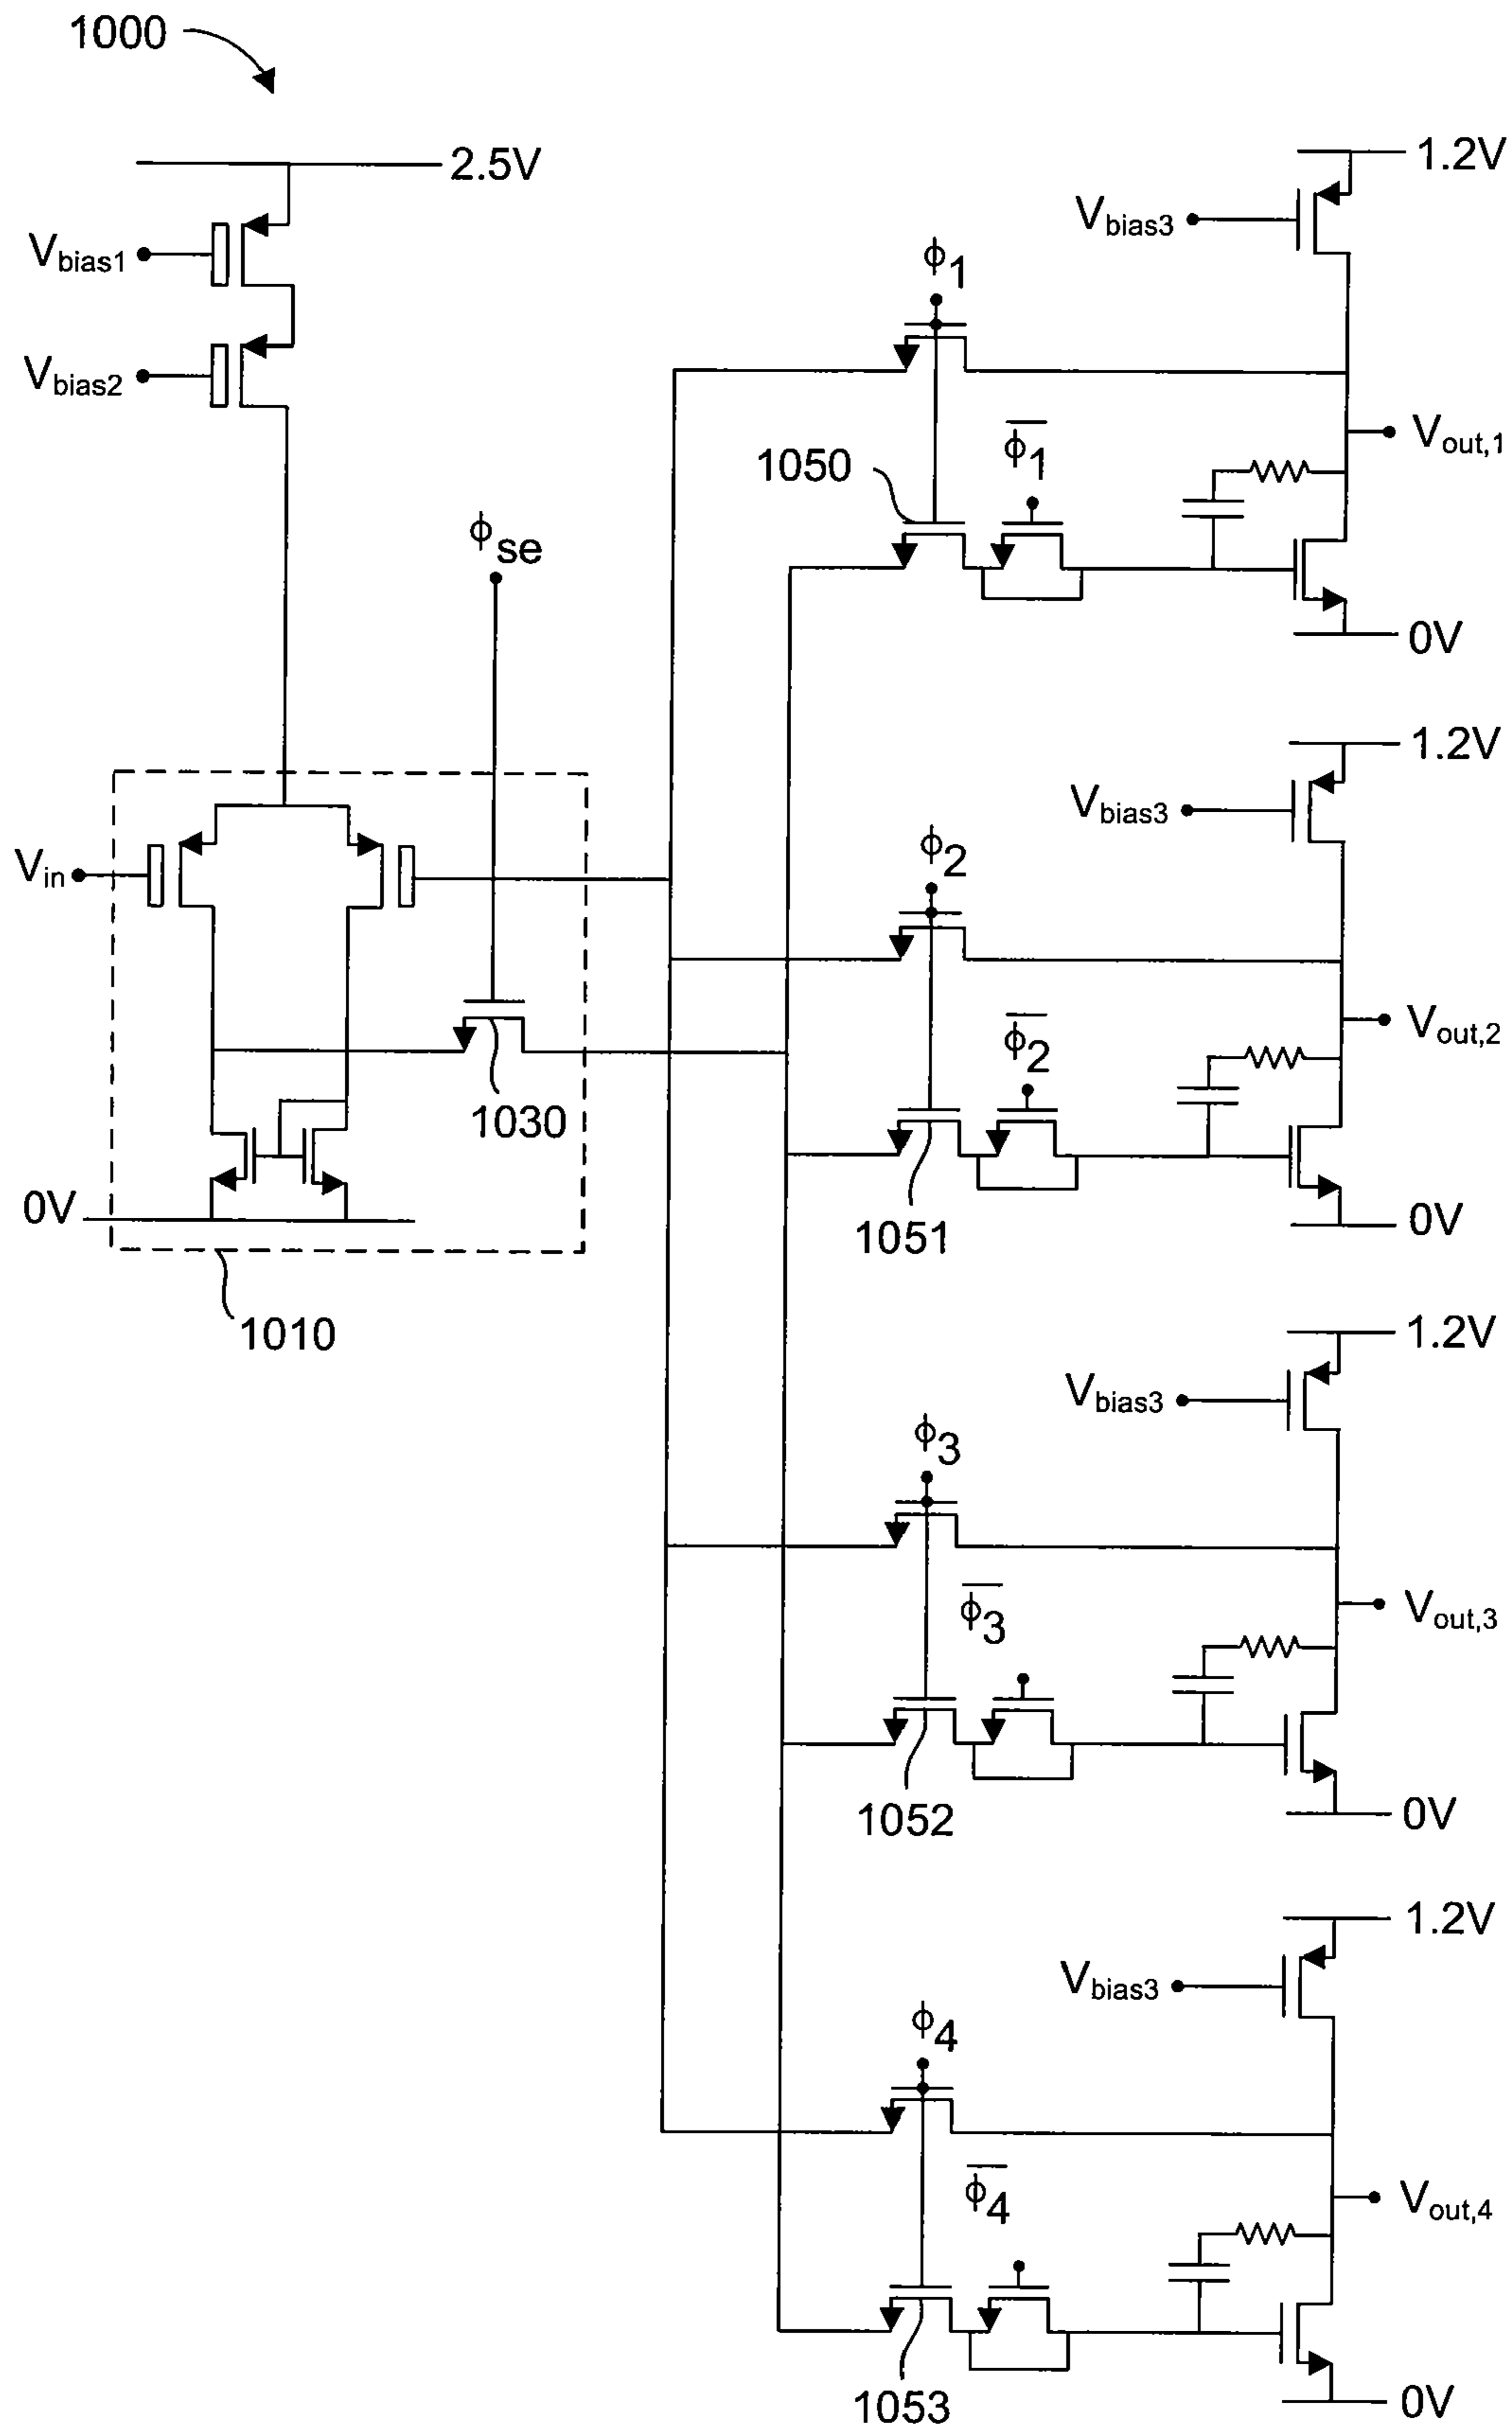 1000
2.5V
1.2V
Vbias1
Vbias3
ϕ1
Vbias2
Vout,1
ϕ1
1050
ϕse
0V
1.2V
Vbias3
ϕ2
Vin
Vout,2
ϕ2
1030
0V
1051
0V
1010
1.2V
Vbias3
ϕ3
ϕ3
Vout,3
1052
0V
1.2V
Vbias3
ϕ4
ϕ4
Vout,4
1053
0V